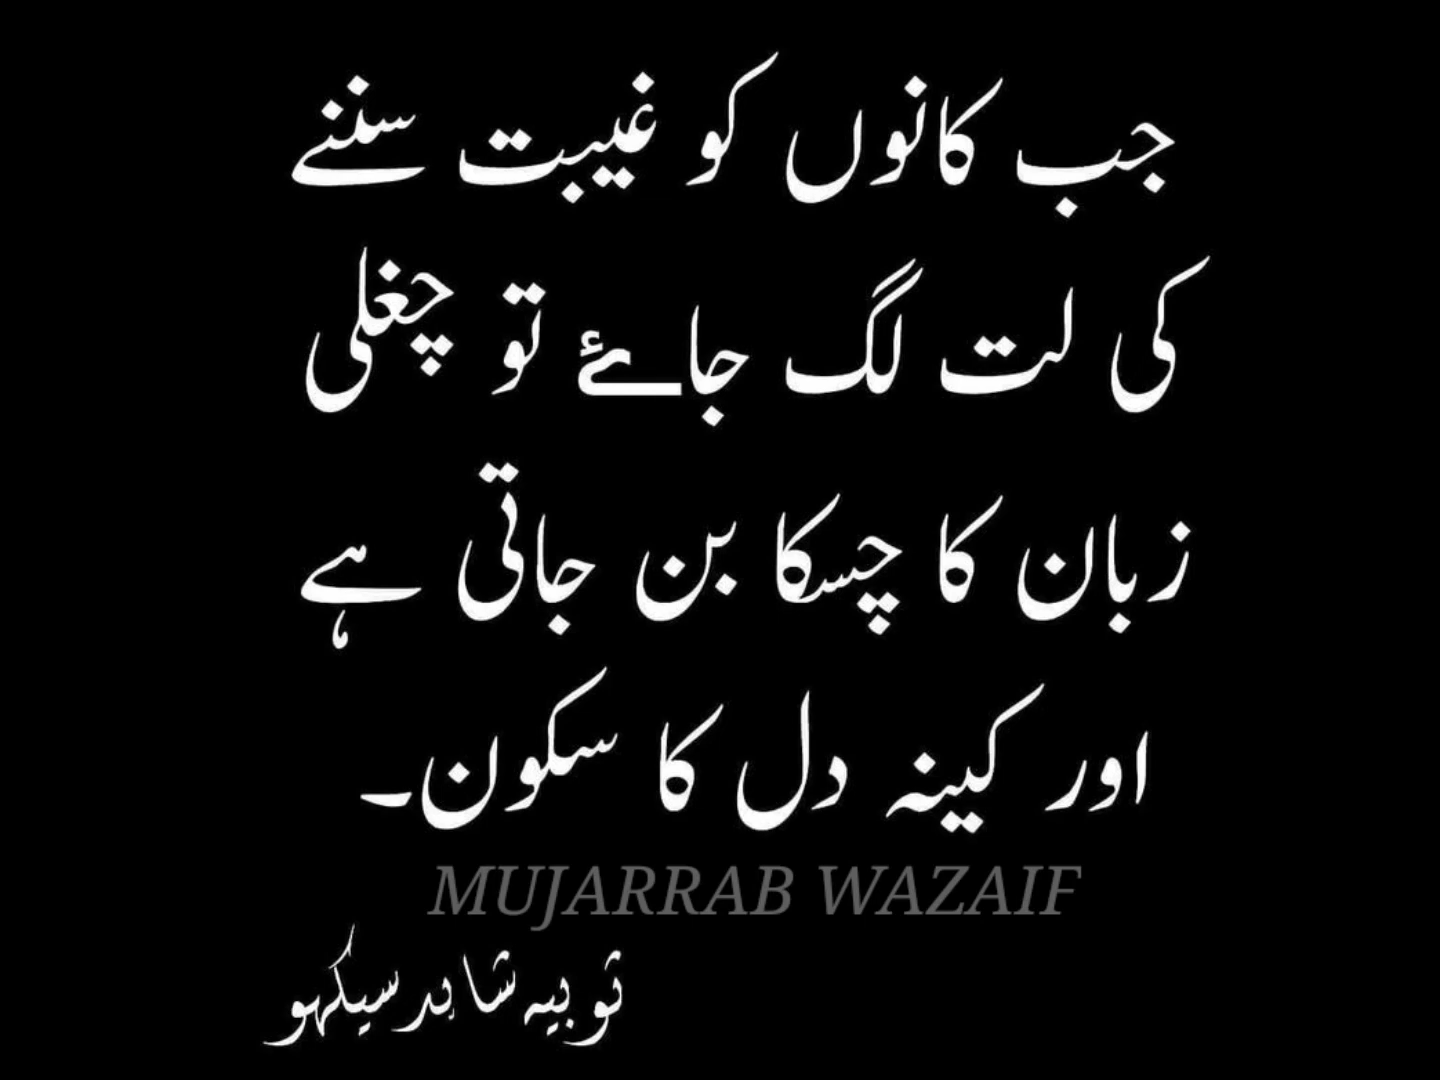 جب کانوں کو غیبت سننے
کی لت لگ جائے تو چغلی
زبان کا چسکا بن جاتی ہے
اور کینہ دل کا سکون۔
MUJARRAB WAZAIF
ثوبیہ شاہد سیکھو